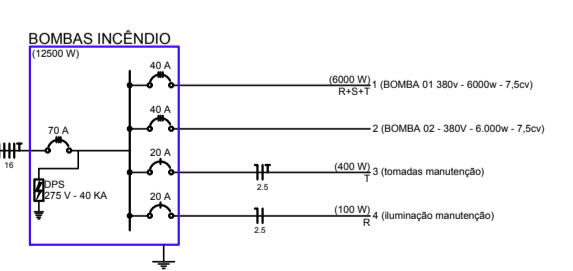 BOMBAS INCÊNDIO
(12500 W)
40 A
(6000 W)
R+S+T
1 (BOMBA 01 380v - 6000w - 7,5cv)
40 A
2 (BOMBA 02 - 380V - 6.000w - 7,5cv)
70 A
16
20 A
2.5
(400 W)
T
3 (tomadas manutenção)
DPS
275 V - 40 KA
20 A
2.5
(100 W)
R
4 (iluminação manutenção)